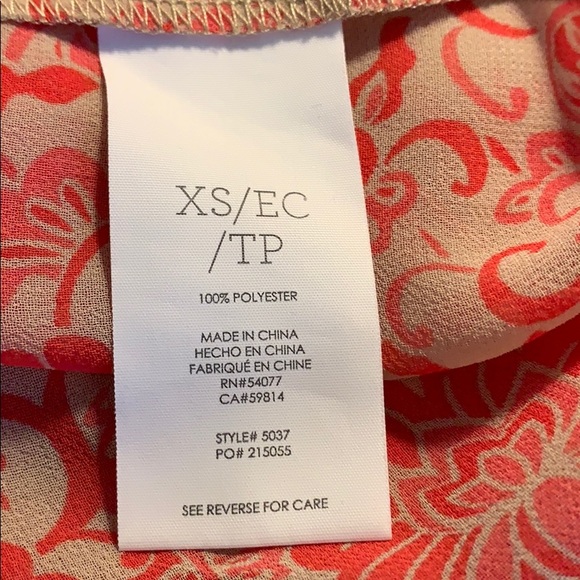 XS/EC
/TP
100% POLYESTER
MADE IN CHINA
HECHO EN CHINA
FABRIQUÉ EN CHINE
RN#54077
CA#59814
STYLE# 5037
PO# 215055
SEE REVERSE FOR CARE